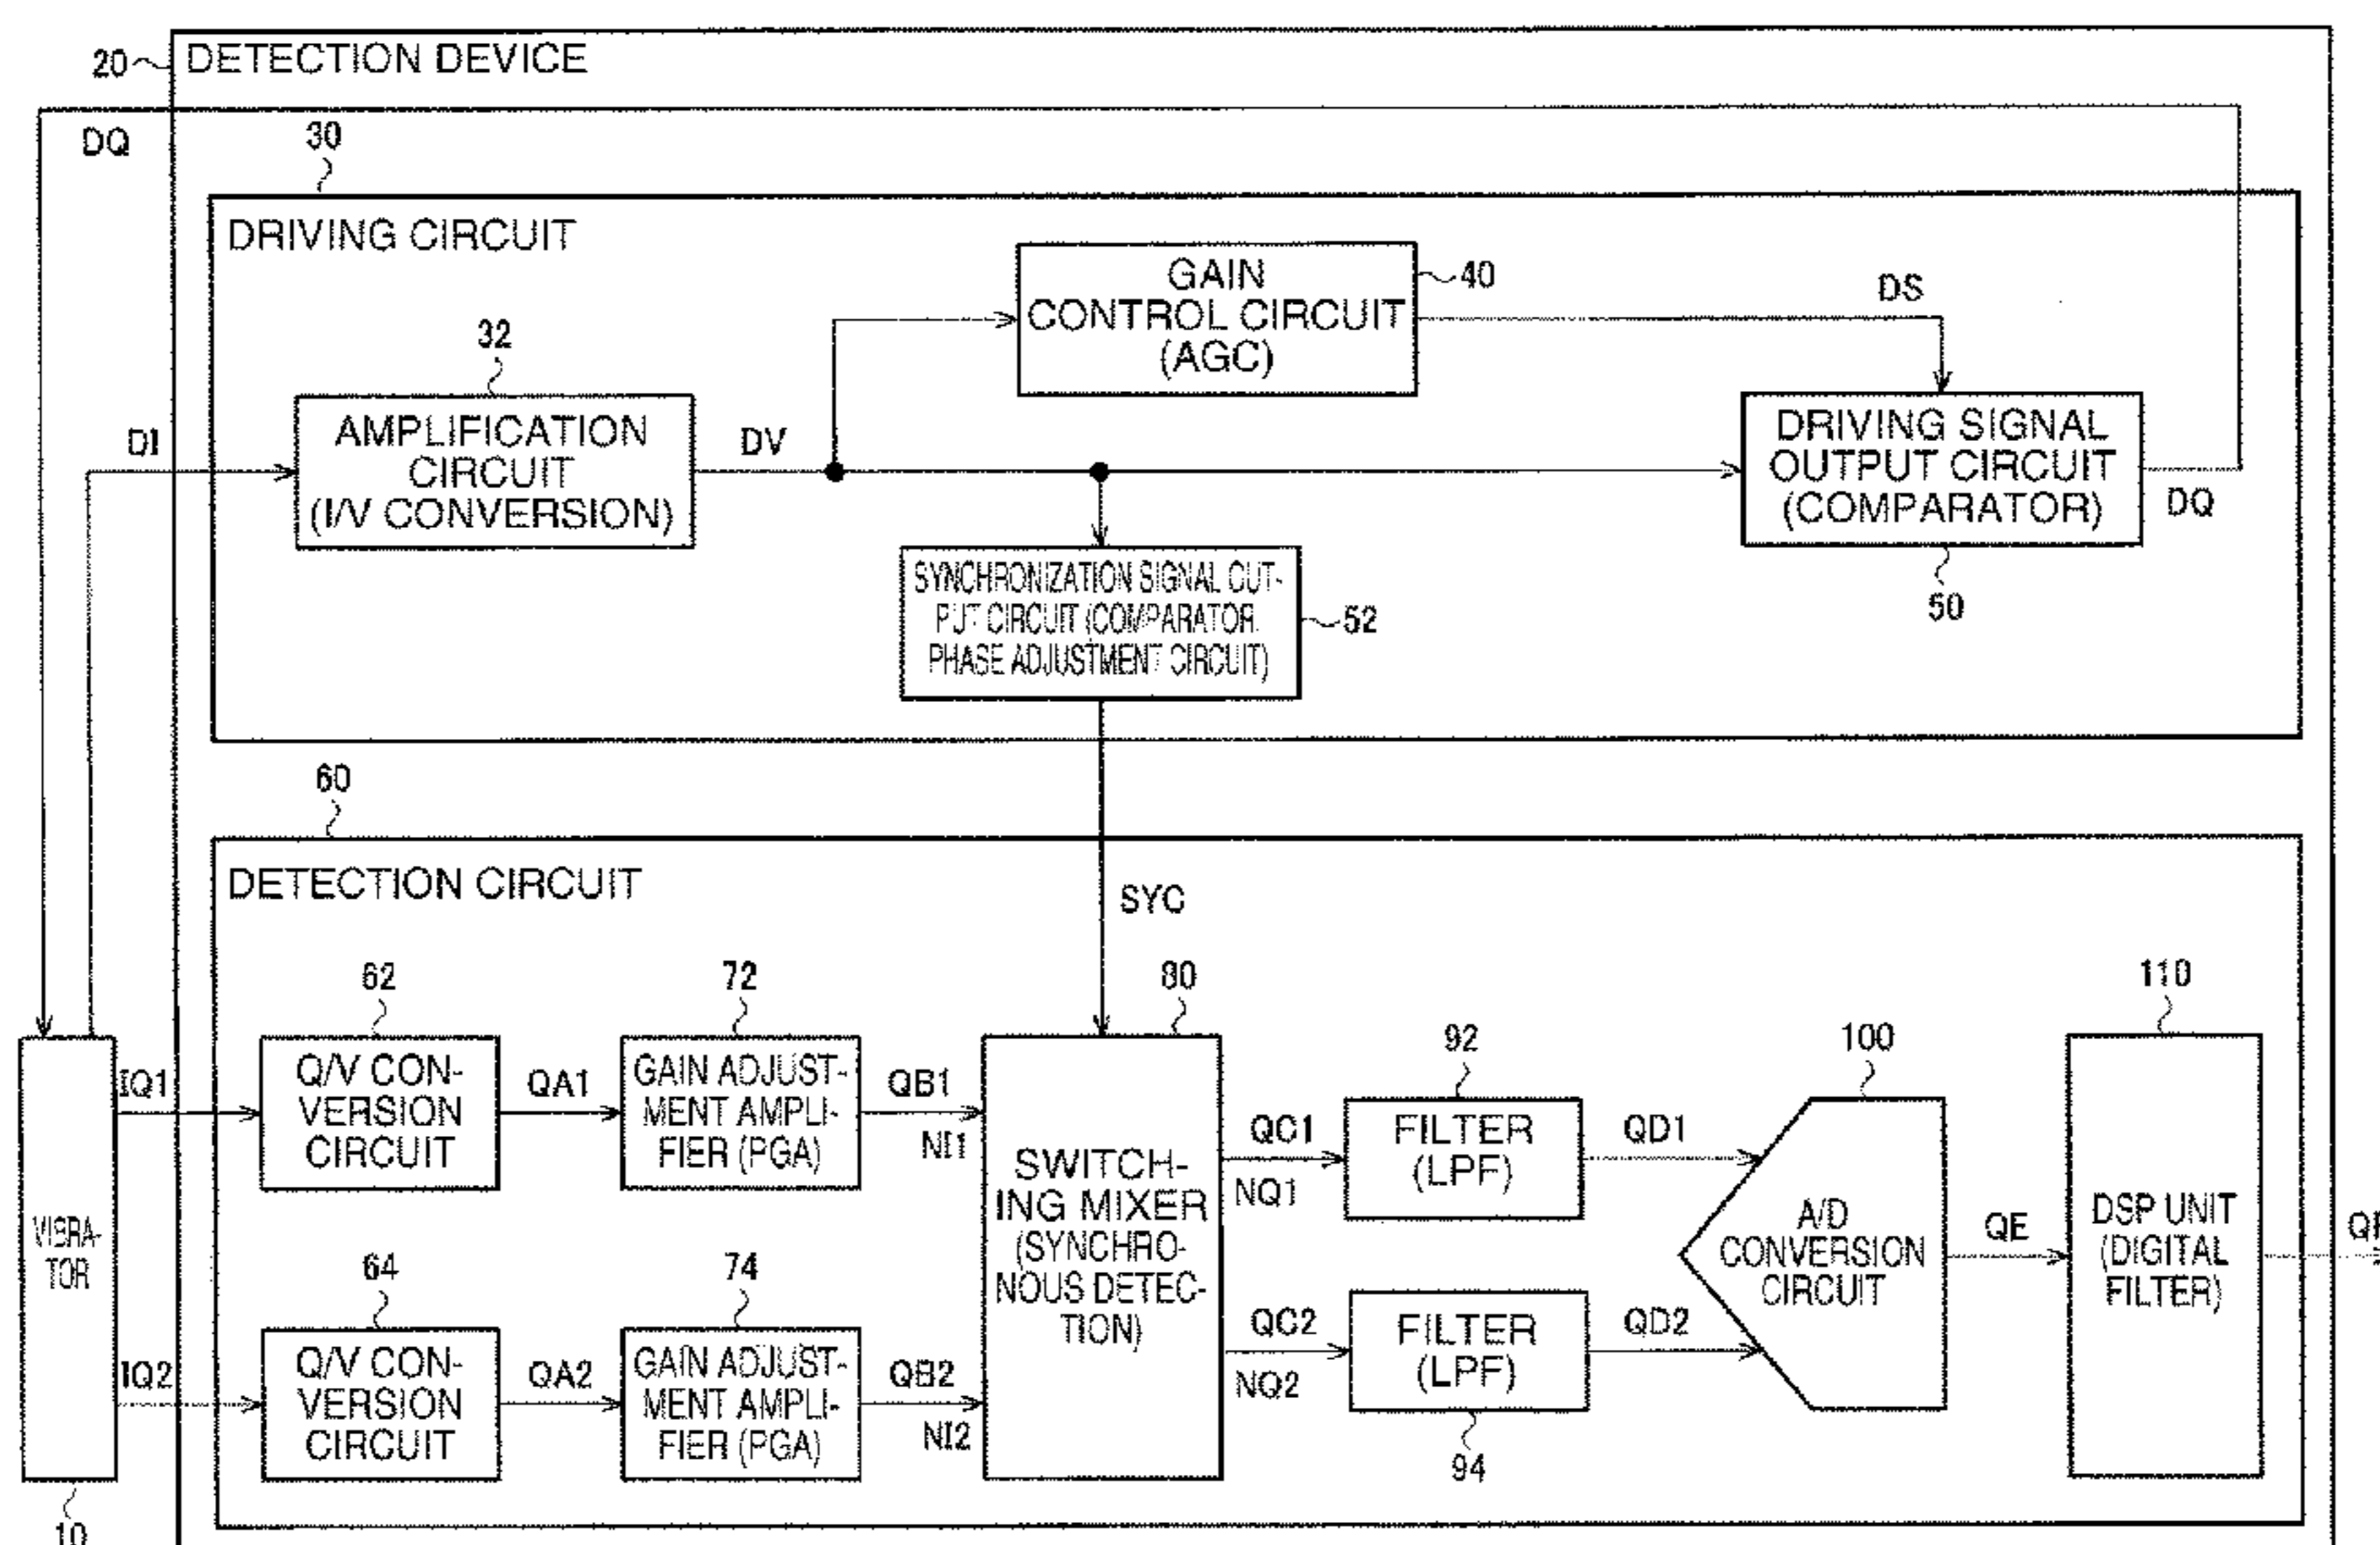 20 DETECTION DEVICE
DQ
30
DRIVING CIRCUIT
GAIN
CONTROL CIRCUIT
(AGC)
40
DS
32
AMPLIFICATION
CIRCUIT
(I/V CONVERSION)
DI
DV
DRIVING SIGNAL
OUTPUT CIRCUIT
(COMPARATOR)
DQ
50
SYNCHRONIZATION SIGNAL OUT-
PUT CIRCUIT (COMPARATOR,
PHASE ADJUSTMENT CIRCUIT)
52
60
DETECTION CIRCUIT
SYC
62
72
80
92
100
110
VIBRA-
TOR
10
IQ1
Q/V CON-
VERSION
CIRCUIT
QA1
GAIN ADJUST-
MENT AMPLI-
FIER (PGA)
QB1
NI1
SWITCH-
ING MIXER
(SYNCHRO-
NOUS DETEC-
TION)
QC1
NQ1
FILTER
(LPF)
QD1
A/D
CONVERSION
CIRCUIT
QE
DSP UNIT
(DIGITAL
FILTER)
64
74
IQ2
Q/V CON-
VERSION
CIRCUIT
QA2
GAIN ADJUST-
MENT AMPLI-
FIER (PGA)
QB2
NI2
QC2
NQ2
FILTER
(LPF)
QD2
94